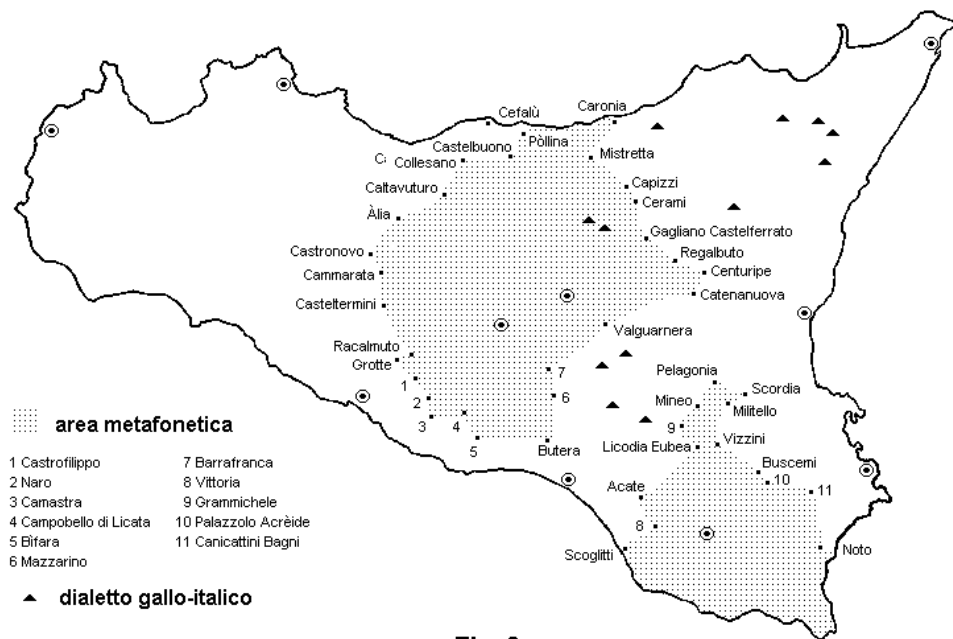 Cefalù
Caronia
Castelbuono
Pòllina
C
Collesano
Mistretta
Caltavuturo
Capizzi
Cerami
Àlia
Gagliano Castelferrato
Castronovo
Regalbuto
Cammarata
Centuripe
Casteltermini
Catenanuova
Valguarnera
Racalmuto
Grotte
7
Pelagonia
1
Scordia
6
2
Mineo
Militello
3
4
9
area metafonetica
5
Butera
Licodia Eubea
Vizzini
1 Castrofilippo
7 Barrafranca
Buscemi
2 Naro
8 Vittoria
10
3 Camastra
9 Grammichele
Acate
11
4 Campobello di Licata
10 Palazzolo Acrèide
5 Bìfara
11 Canicattini Bagni
8
6 Mazzarino
Scoglitti
Noto
dialetto gallo-italico